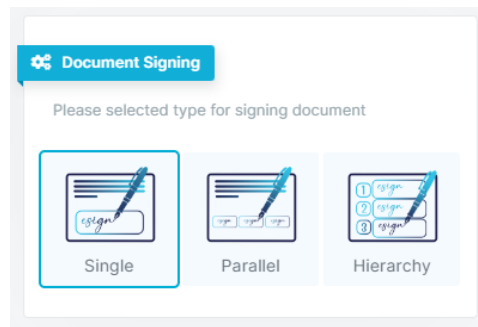 Document Signing
Please selected type for signing document
esign
esign esign esign
1 esign
2 esign
3 esign
Single Parallel Hierarchy